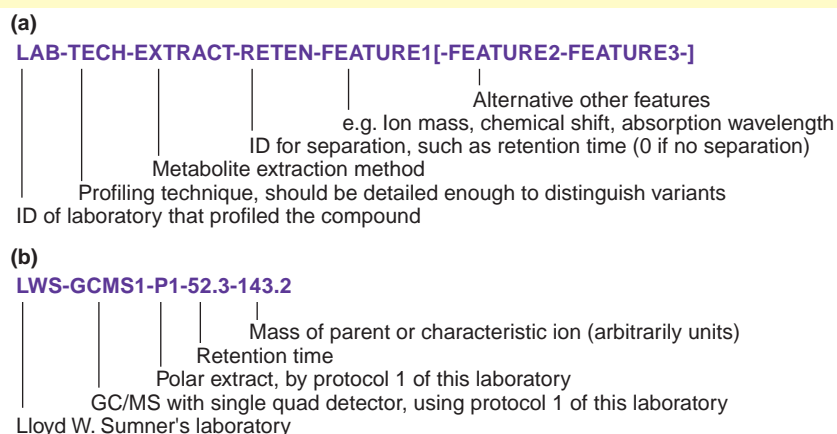 (a)
LAB-TECH-EXTRACT-RETEN-FEATURE1[-FEATURE2-FEATURE3-]
Alternative other features
e.g. Ion mass, chemical shift, absorption wavelength
ID for separation, such as retention time (0 if no separation)
Metabolite extraction method
Profiling technique, should be detailed enough to distinguish variants
ID of laboratory that profiled the compound
(b)
LWS-GCMS1-P1-52.3-143.2
Mass of parent or characteristic ion (arbitrarily units)
Retention time
Polar extract, by protocol 1 of this laboratory
GC/MS with single quad detector, using protocol 1 of this laboratory
Lloyd W. Sumner's laboratory